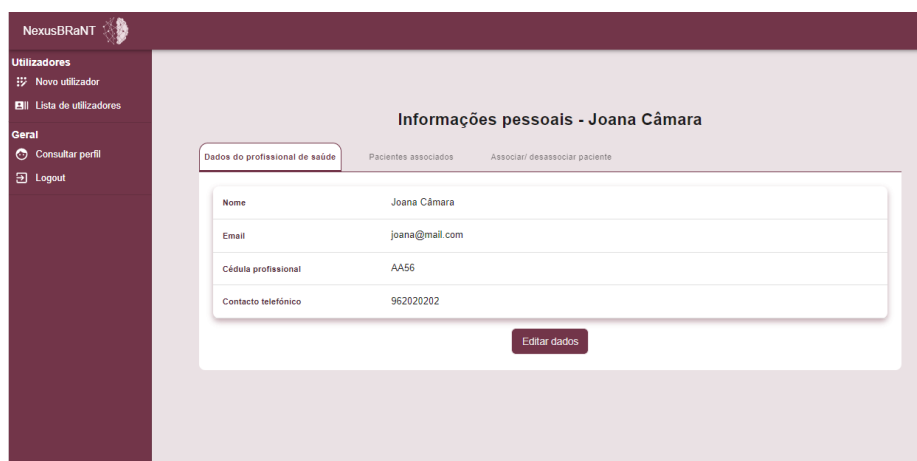 NexusBRaNT
Utilizadores
Novo utilizador
Lista de utilizadores
Geral
Consultar perfil
Logout
Informações pessoais - Joana Câmara
Dados do profissional de saúde Pacientes associados Associar/ desassociar paciente
Nome Joana Câmara
Email joana@mail.com
Cédula profissional AA56
Contacto telefónico 962020202
Editar dados